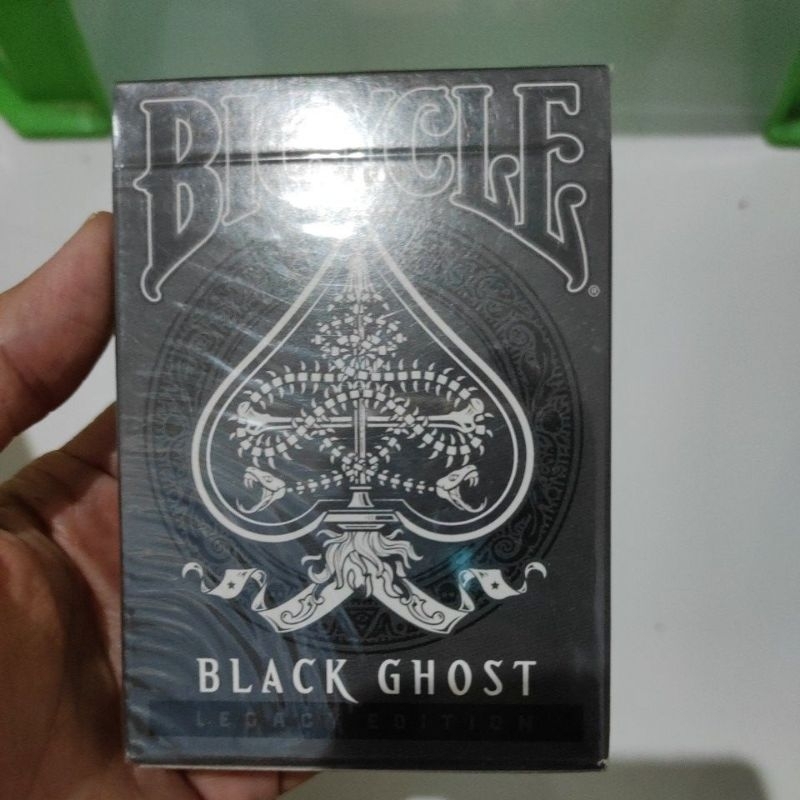 BICYCLE
®
BLACK GHOST
LEGACY EDITION